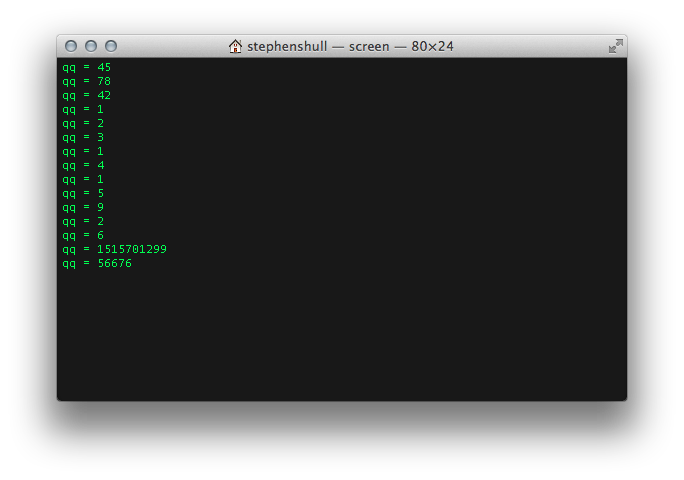 stephenshull — screen — 80×24
qq = 45
qq = 78
qq = 42
qq = 1
qq = 2
qq = 3
qq = 1
qq = 4
qq = 1
qq = 5
qq = 9
qq = 2
qq = 6
qq = 1515701299
qq = 56676